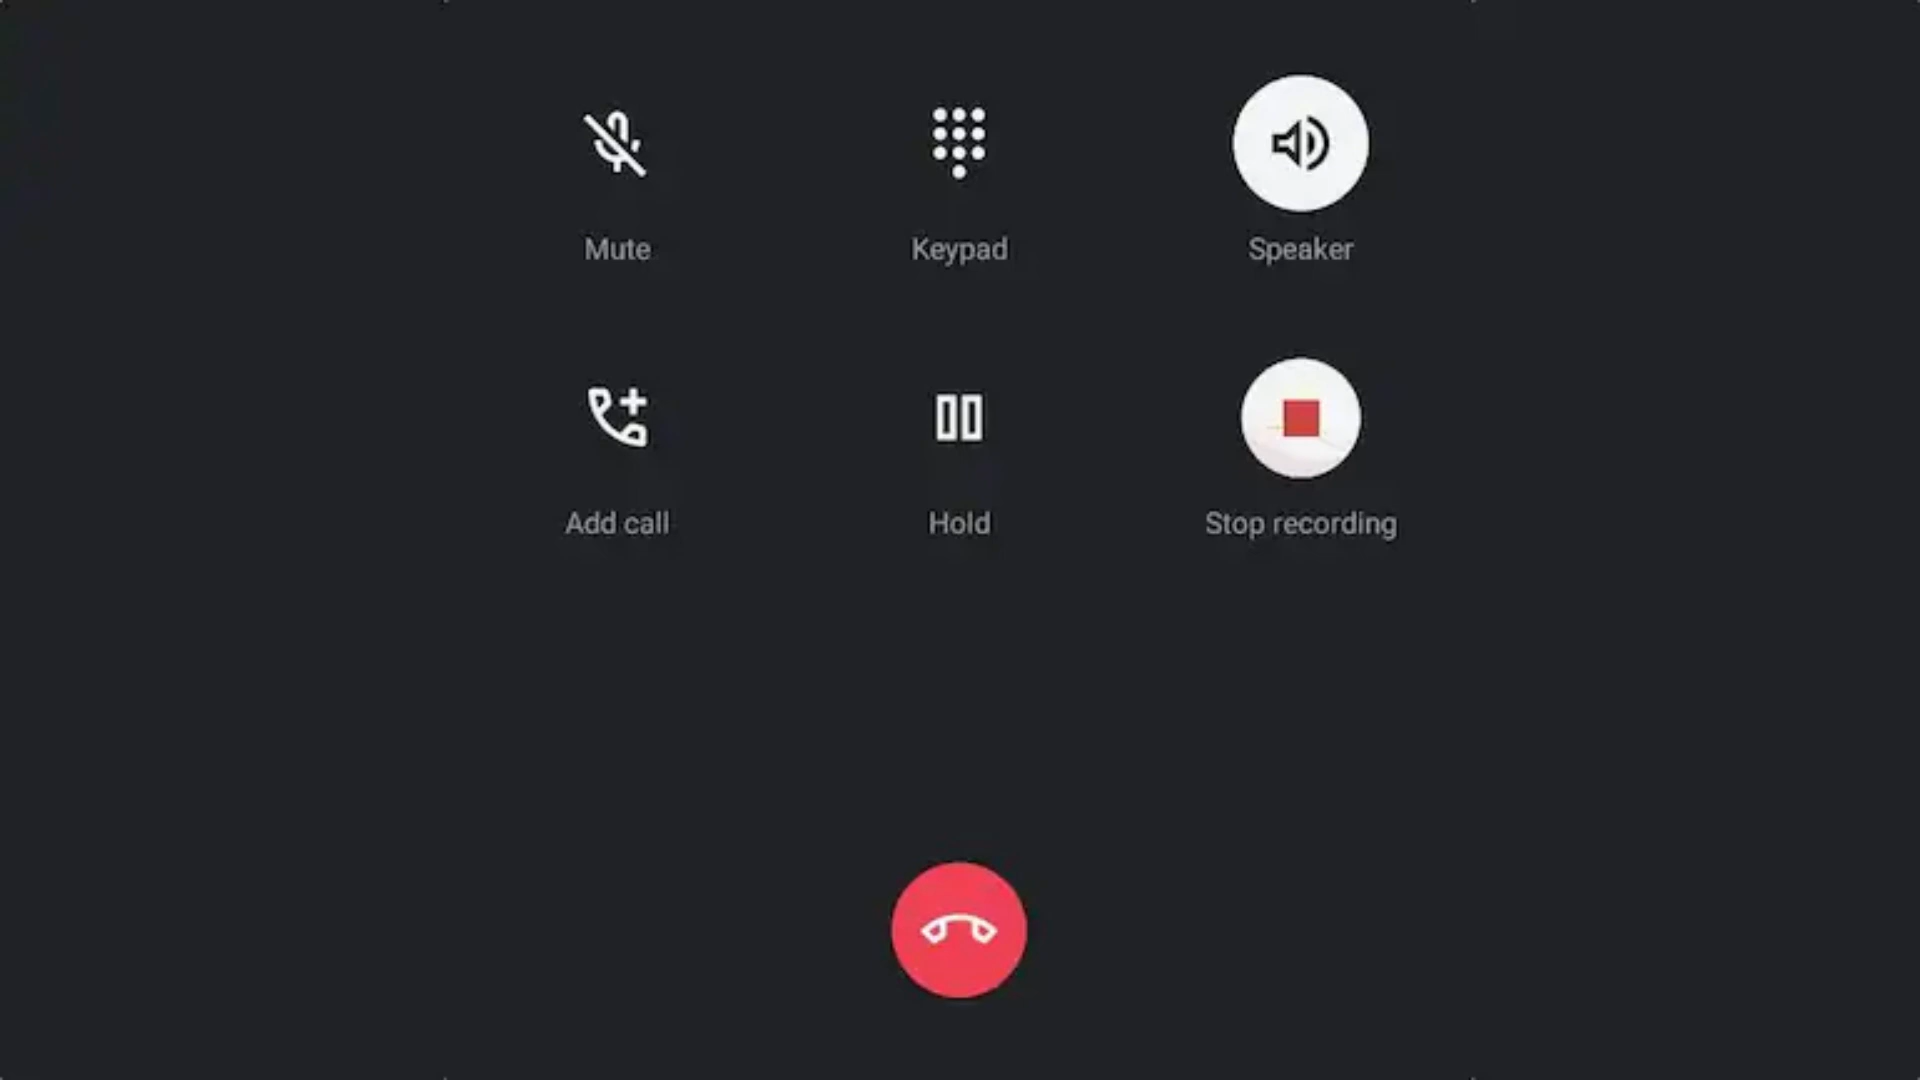 Mute
Keypad
Speaker
Add call
Hold
Stop recording